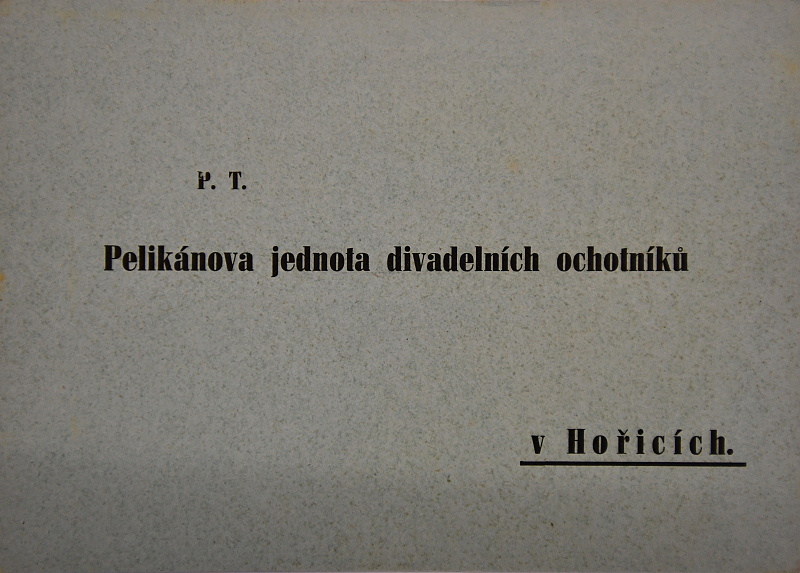 P. T.
Pelikánova jednota divadelních ochotníků
v Hořicích.